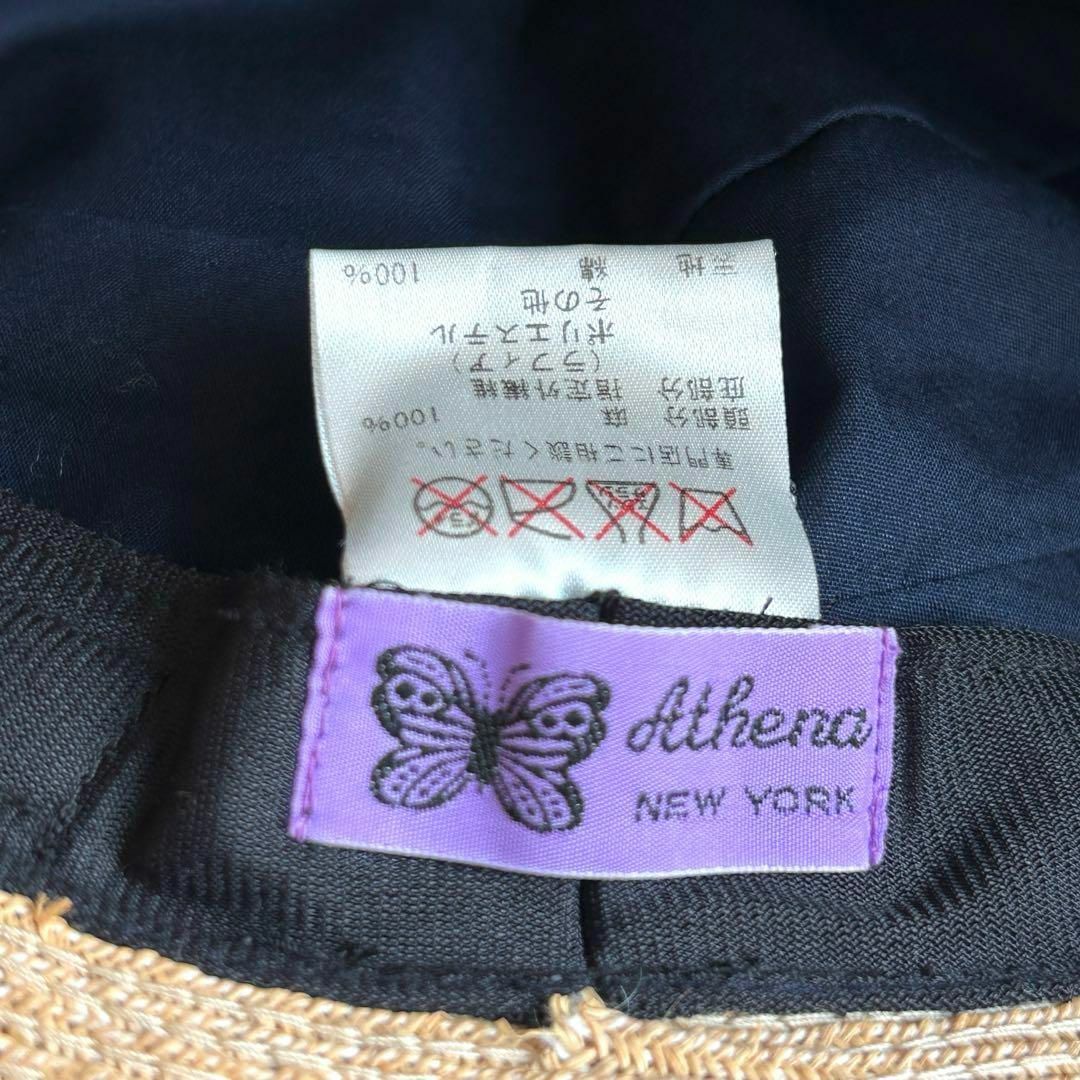 専門店にご相談ください。
頭部分 麻 100%
底部分 指定外繊維
(ラフィア)
ポリエステル
その他
天地 綿 100%
Athena
NEW YORK